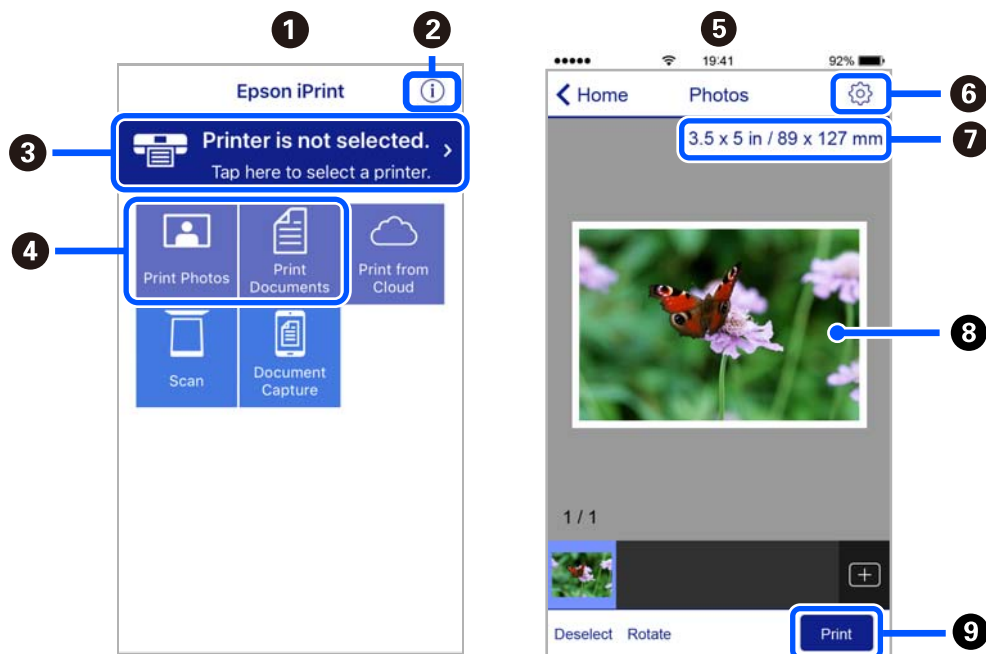 1
2
Epson iPrint
i
3
Printer is not selected.
Tap here to select a printer.
4
Print Photos
Print
Documents
Print from
Cloud
Scan
Document
Capture
5
19:41
92%
Home
Photos
6
3.5 x 5 in / 89 x 127 mm
7
8
1 / 1
Deselect
Rotate
Print
9